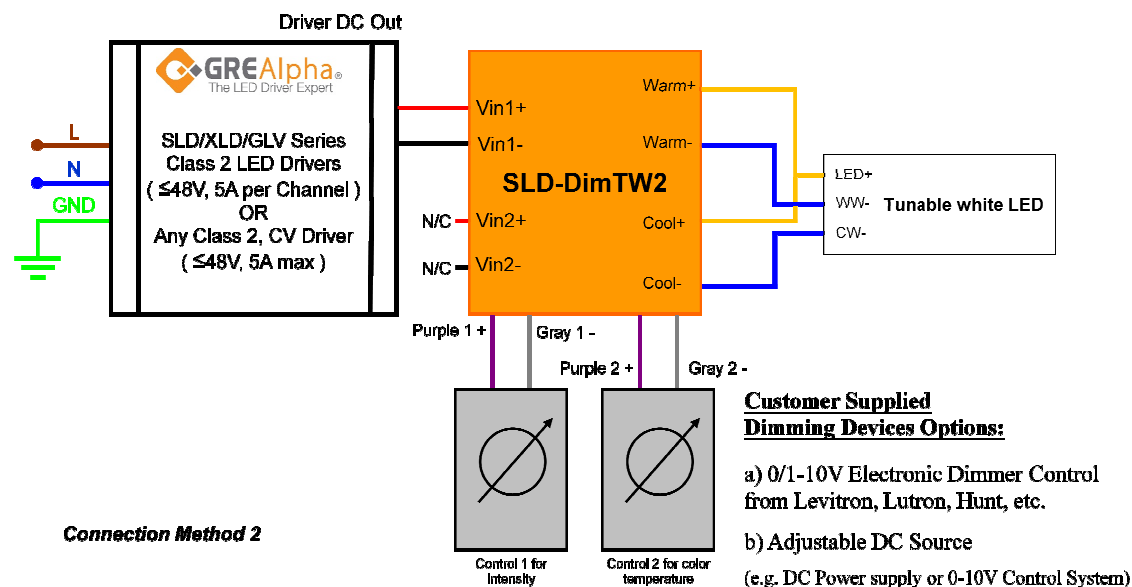 Driver DC Out
GREAlpha®
The LED Driver Expert
SLD/XLD/GLV Series
Class 2 LED Drivers
( ≤48V, 5A per Channel )
OR
Any Class 2, CV Driver
( ≤48V, 5A max )
L
N
GND
Vin1+
Vin1-
Vin2+
Vin2-
N/C
N/C
SLD-DimTW2
Warm+
Warm-
Cool+
Cool-
LED+
WW-
CW-
Tunable white LED
Purple 1 +
Gray 1 -
Purple 2 +
Gray 2 -
Control 1 for
Intensity
Control 2 for color
temperature
Connection Method 2
Customer Supplied
Dimming Devices Options:
a) 0/1-10V Electronic Dimmer Control
from Levitron, Lutron, Hunt, etc.
b) Adjustable DC Source
(e.g. DC Power supply or 0-10V Control System)